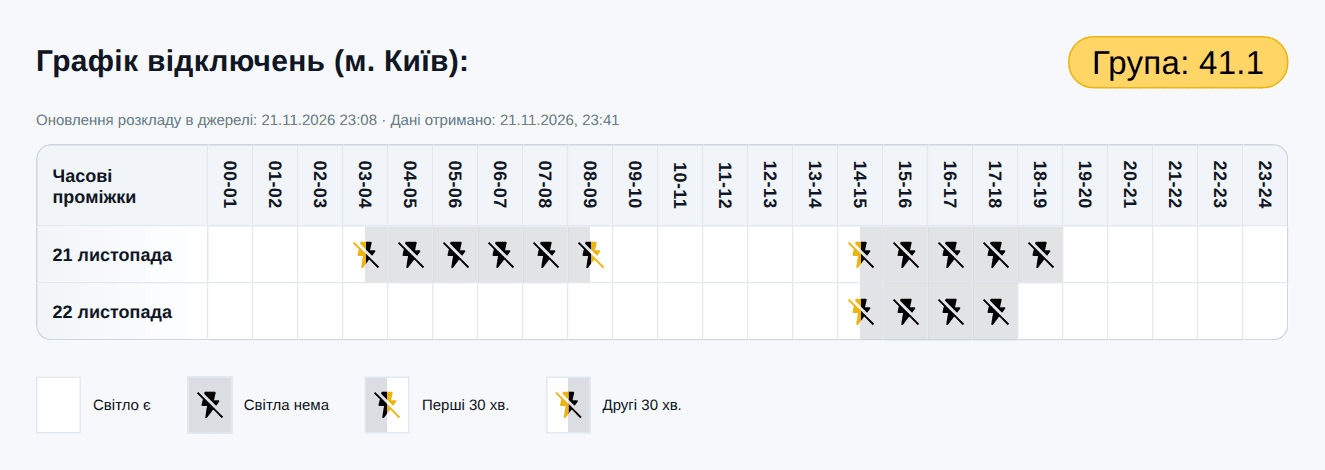 Графік відключень (м. Київ):
Група: 41.1
Оновлення розкладу в джерелі: 21.11.2026 23:08 · Дані отримано: 21.11.2026, 23:41
Часові
проміжки
00-01
01-02
02-03
03-04
04-05
05-06
06-07
07-08
08-09
09-10
10-11
11-12
12-13
13-14
14-15
15-16
16-17
17-18
18-19
19-20
20-21
21-22
22-23
23-24
21 листопада
22 листопада
Світло є
Світла нема
Перші 30 хв.
Другі 30 хв.